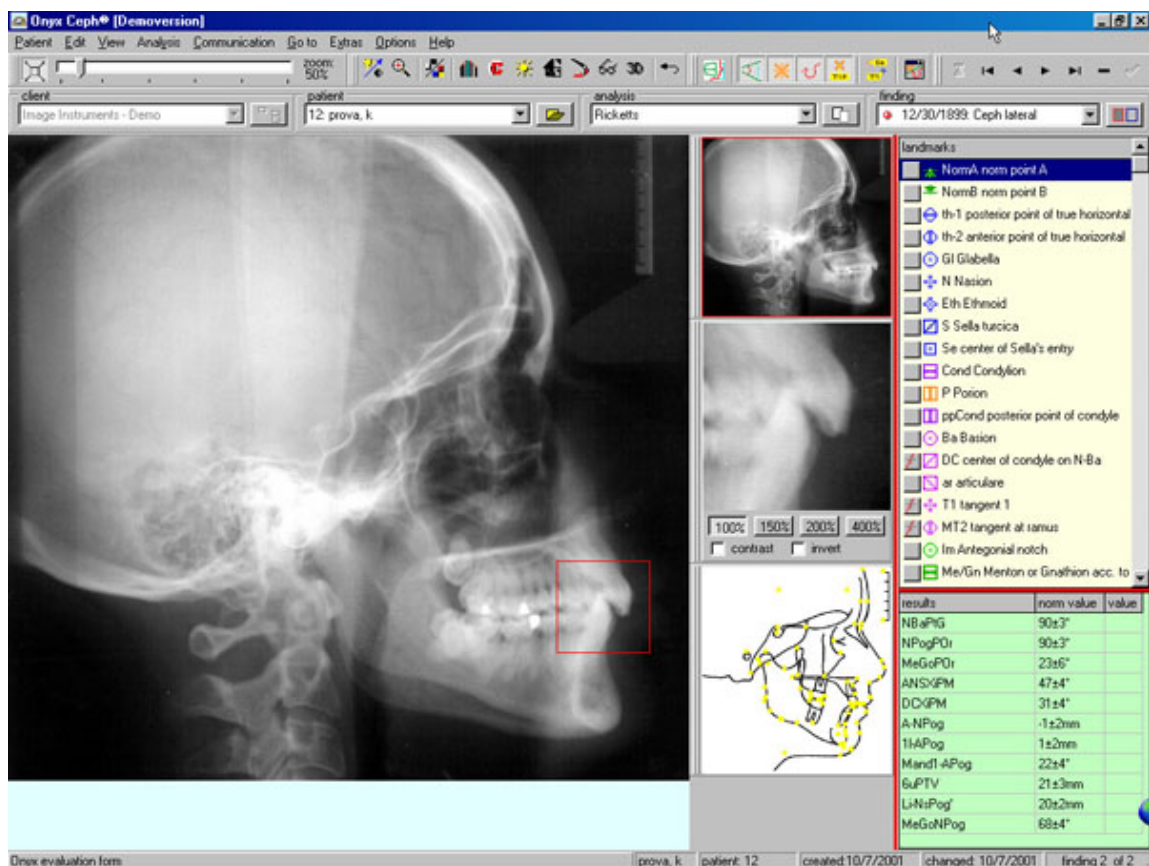 Onyx Ceph® [Demoversion]
Patient Edit View Analysis Communication Go to Extras Options Help
zoom:
50%
3D
client
patient
analysis
finding
Image Instruments - Demo
12: prova, k
Ricketts
12/30/1899: Ceph lateral
landmarks
NormA norm point A
NormB norm point B
th-1 posterior point of true horizontal
th-2 anterior point of true horizontal
Gl Glabella
N Nasion
Eth Ethmoid
S Sella turcica
Se center of Sella's entry
Cond Condylion
P Porion
ppCond posterior point of condyle
Ba Basion
DC center of condyle on N-Ba
ar articulare
T1 tangent 1
MT2 tangent at ramus
Im Antegonial notch
Me/Gn Menton or Gnathion acc. to
100% 150% 200% 400%
contrast invert
results norm value value
NBaPtG 90±3°
NPogPOr 90±3°
MeGoPOr 23±6°
ANSXiPM 47±4°
DCXiPM 31±4°
A-NPog -1±2mm
1l-APog 1±2mm
Mand1-APog 22±4°
6uPTV 21±3mm
Li-NsPog' 20±2mm
MeGoNPog 68±4°
Onyx evaluation form
prova, k patient: 12 created:10/7/2001 changed: 10/7/2001 finding 2 of 2